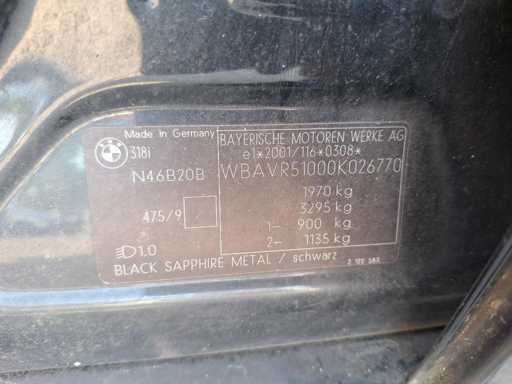 Made in Germany
BMW
318i
BAYERISCHE MOTOREN WERKE AG
e1*2001/116*0308*
N46B20B
WBAVR51000K026770
1970 kg
475/9
3295 kg
1– 900 kg
1.0
2– 1135 kg
BLACK SAPPHIRE METAL / schwarz